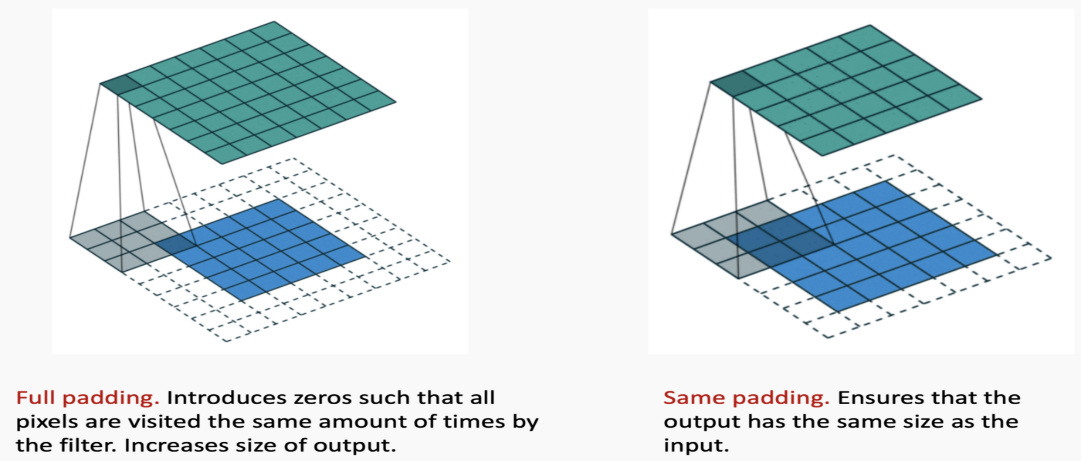 Full padding. Introduces zeros such that all
pixels are visited the same amount of times by
the filter. Increases size of output.
Same padding. Ensures that the
output has the same size as the
input.